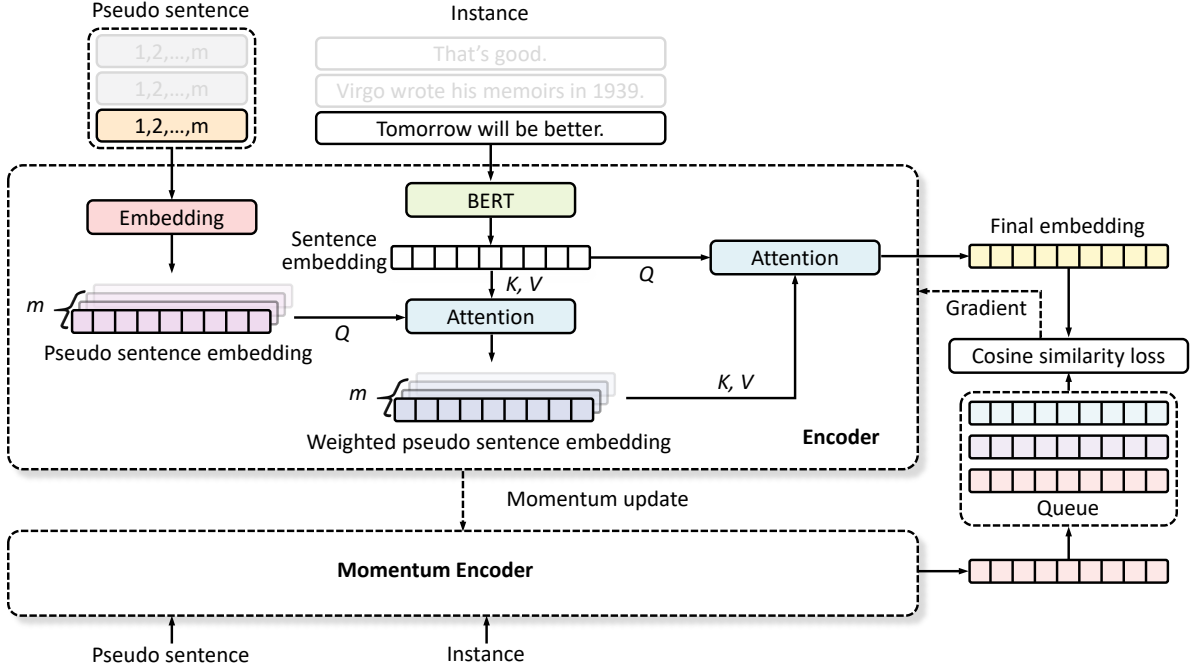 Pseudo sentence
Instance
1,2,...,m
That's good.
1,2,...,m
Virgo wrote his memoirs in 1939.
1,2,...,m
Tomorrow will be better.
BERT
Embedding
Sentence
embedding
Q
Attention
Final embedding
K, V
m
Q
Attention
Gradient
Pseudo sentence embedding
Cosine similarity loss
m
K, V
Weighted pseudo sentence embedding
Encoder
Queue
Momentum update
Momentum Encoder
Pseudo sentence
Instance